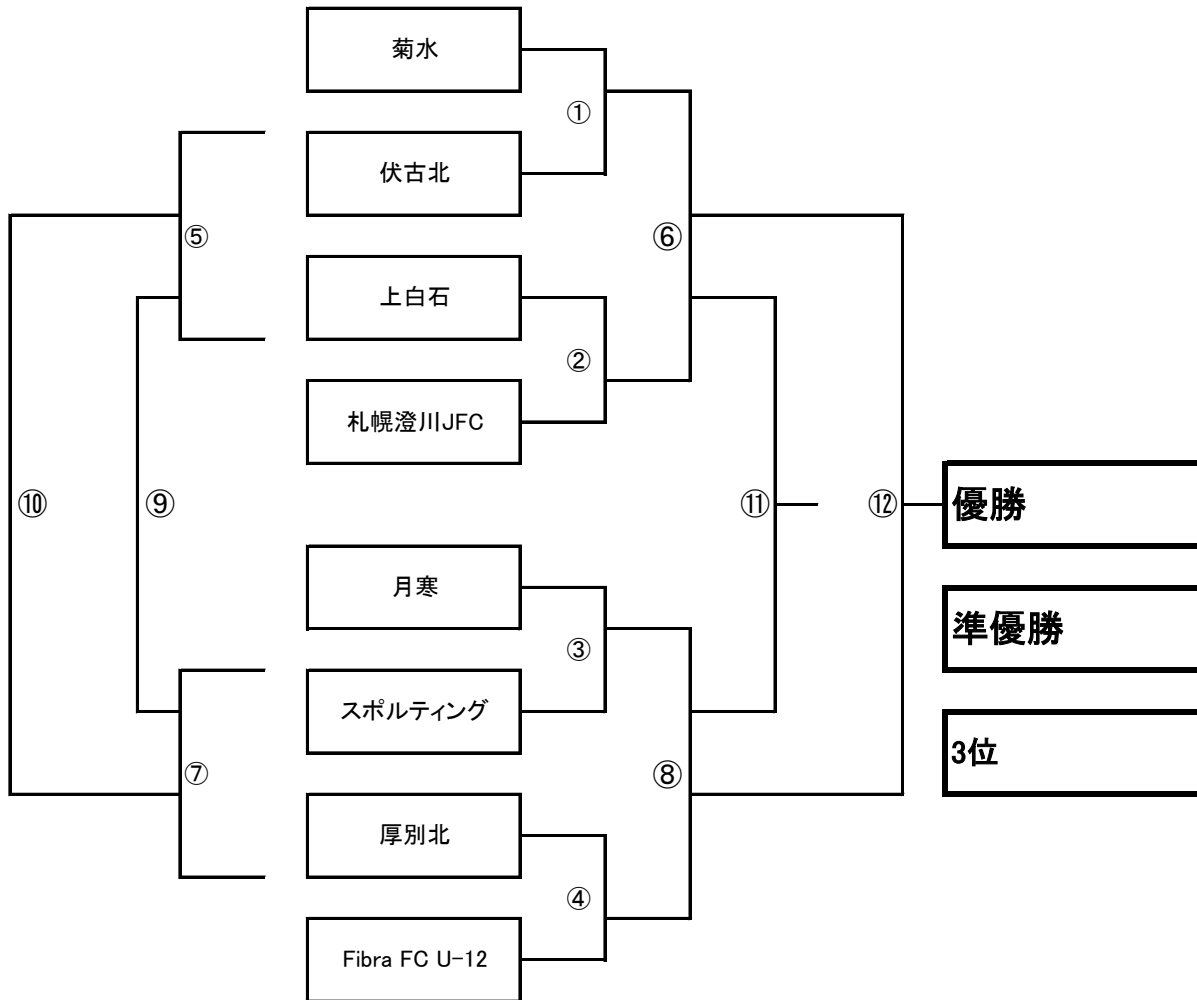 菊水
①
伏古北
⑤
⑥
上白石
②
札幌澄川JFC
⑩
⑨
⑪
⑫
優勝
月寒
準優勝
③
スポルティング
3位
⑦
⑧
厚別北
④
Fibra FC U-12